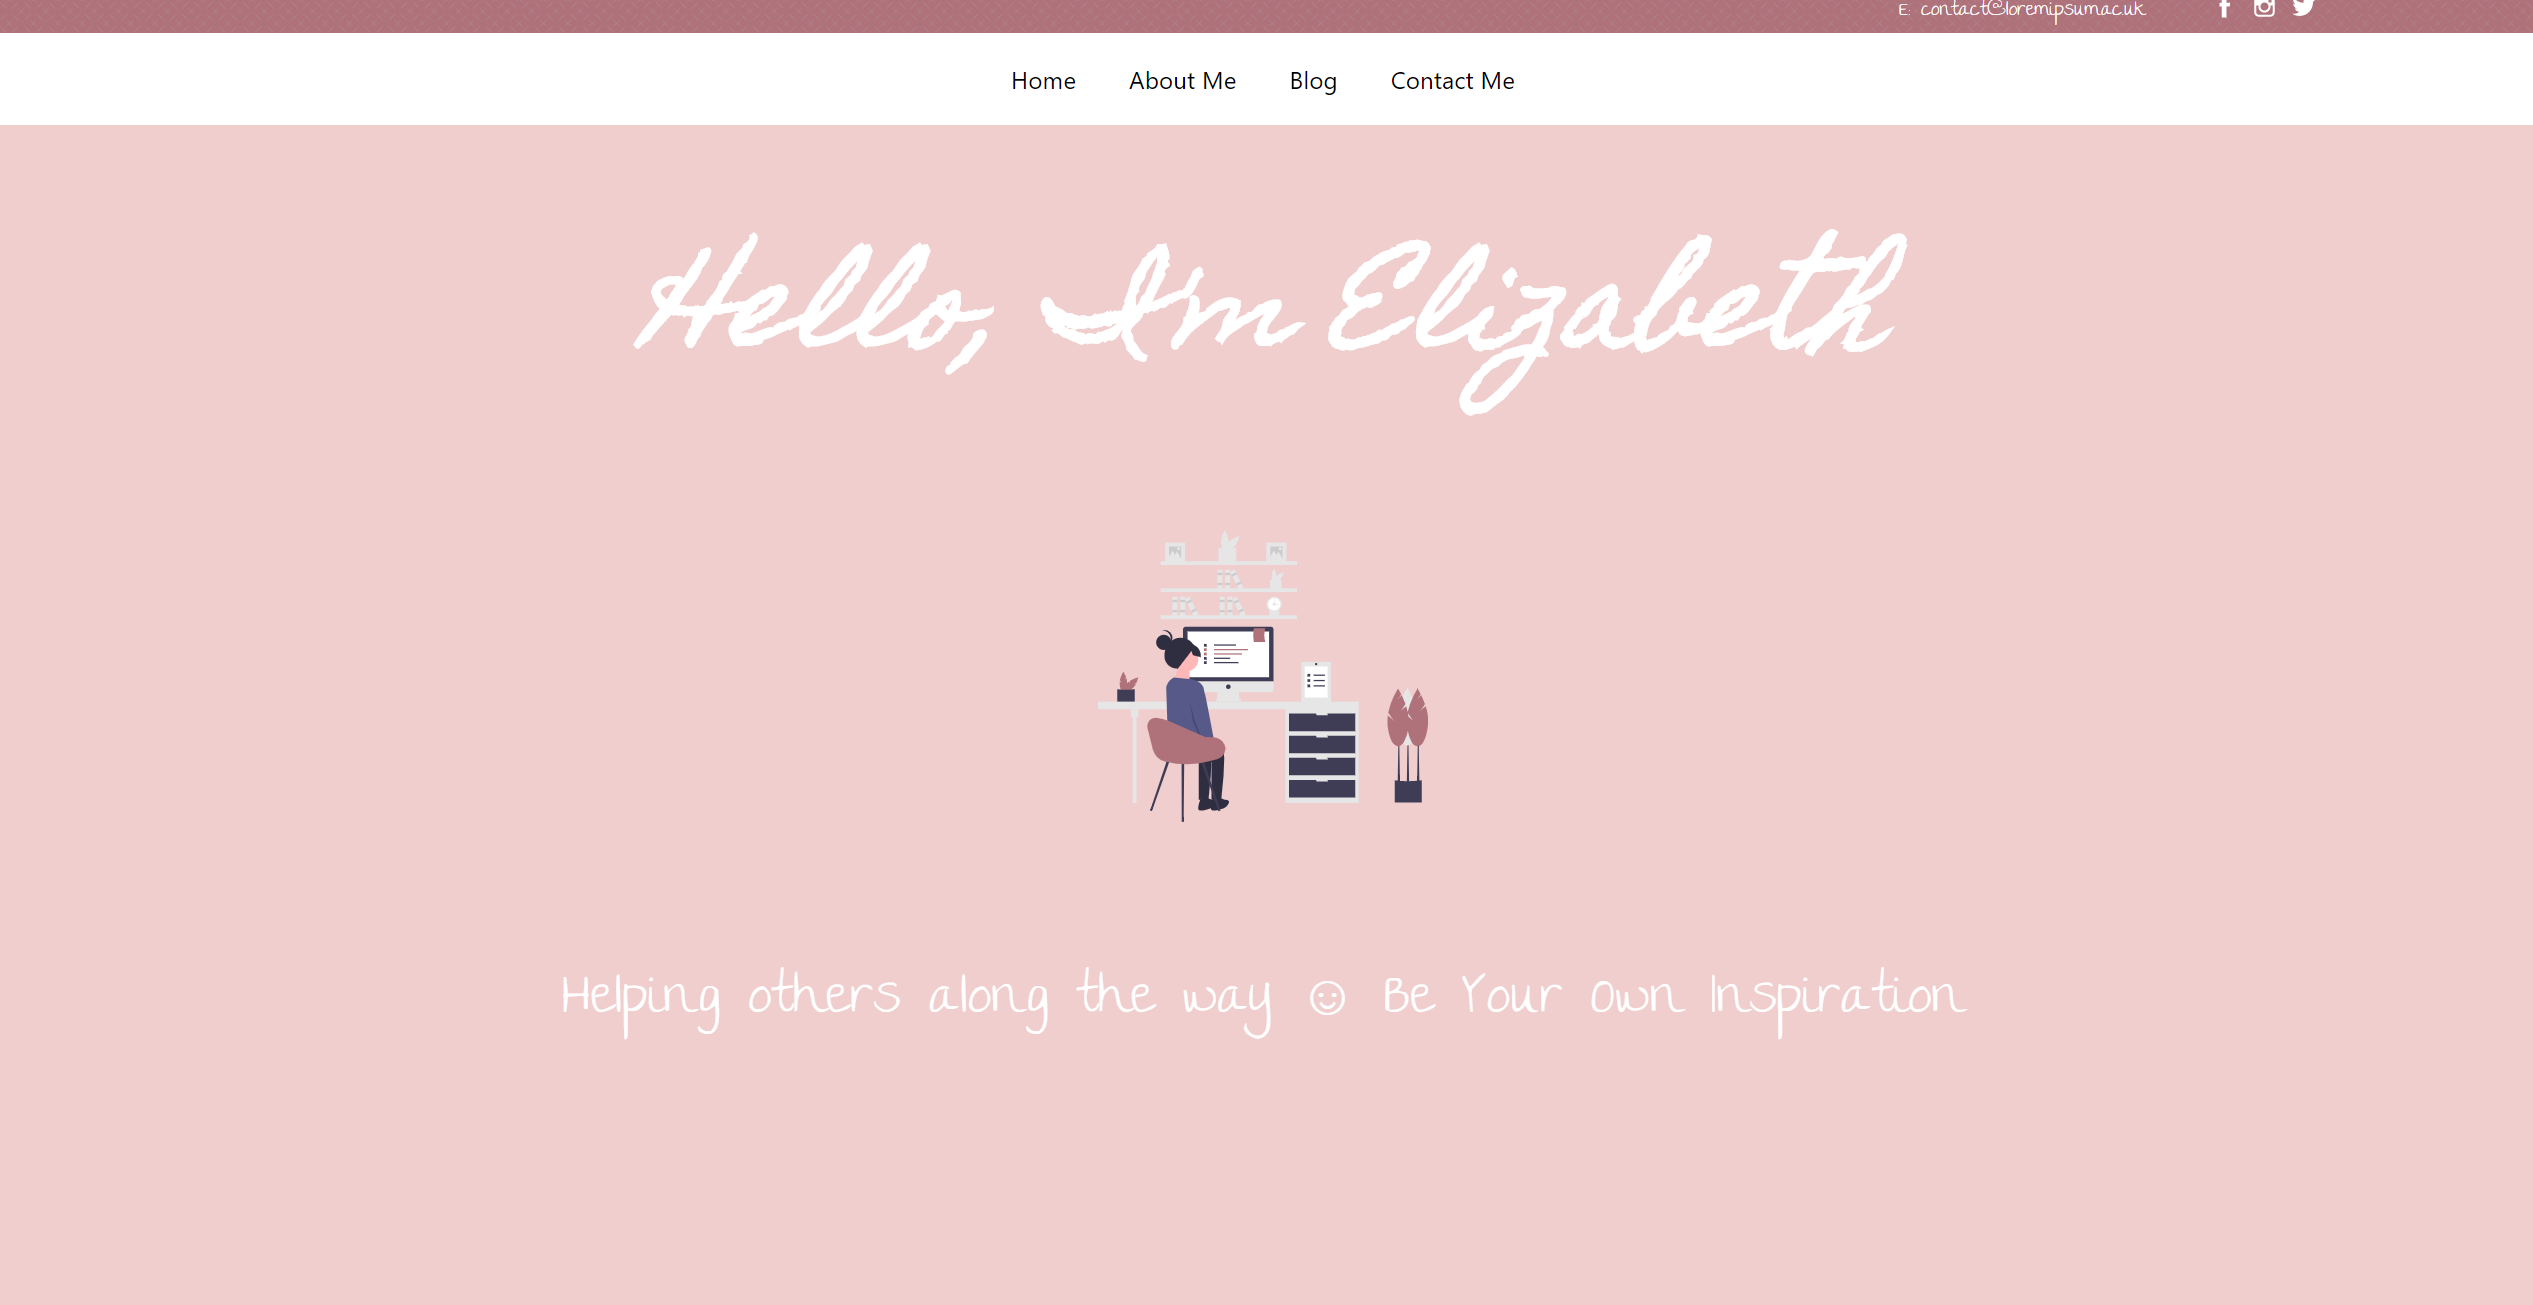 E: contact@loremipsum.ac.uk
Home About Me Blog Contact Me
Hello, I'm Elizabeth
Helping others along the way ☺ Be Your Own Inspiration